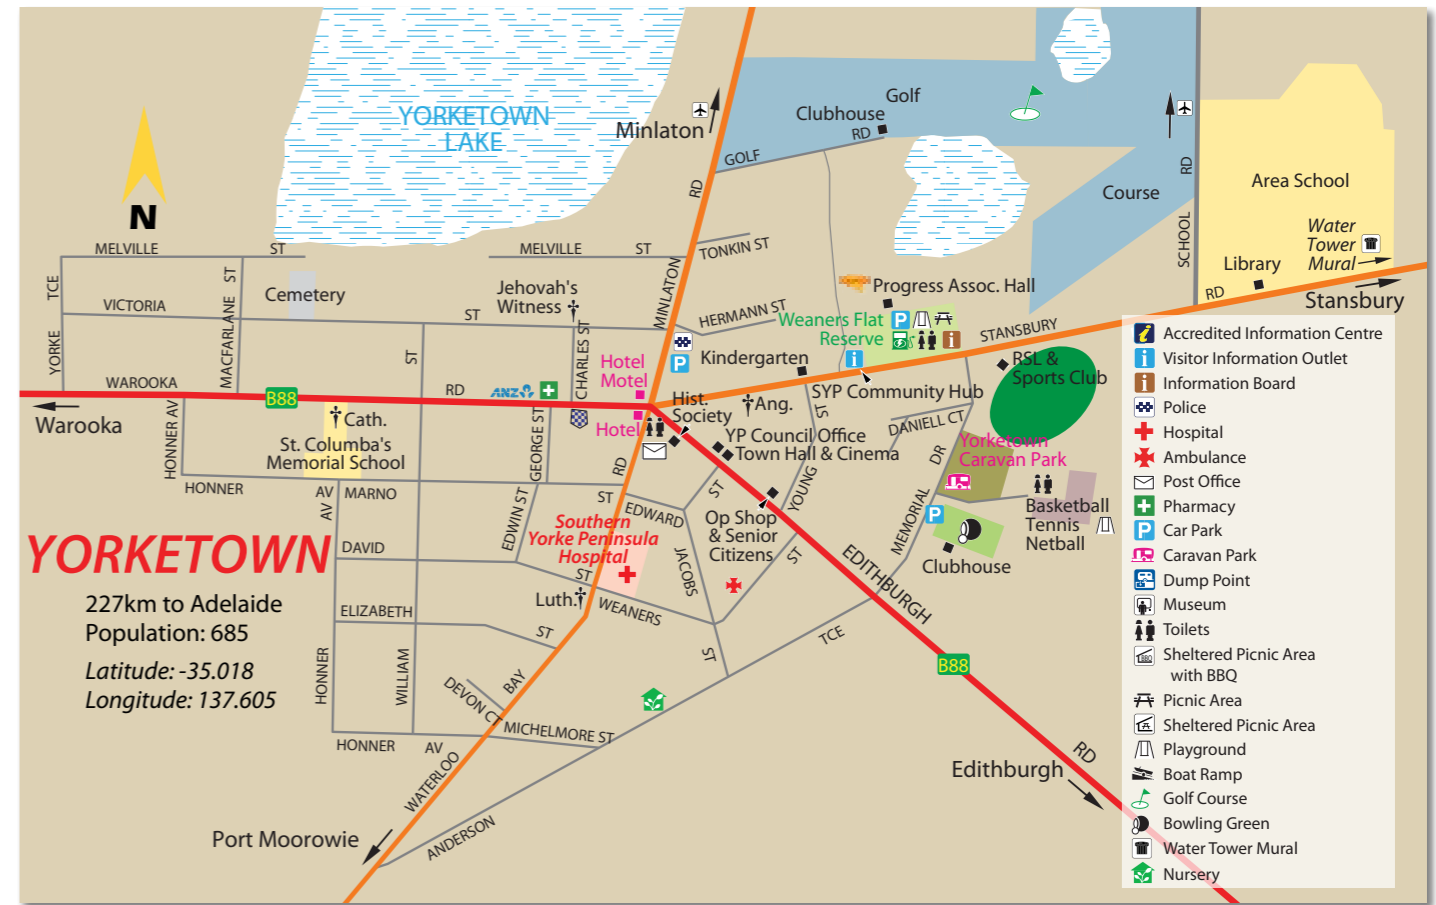 YORKETOWN
LAKE
Minlaton
Golf
Clubhouse
RD
GOLF
Course
RD
SCHOOL
RD
Area School
Water
Tower
Mural
Library
RD
Stansbury
N
MELVILLE
ST
MELVILLE
ST
TONKIN ST
YORKE
TCE
VICTORIA
ST
MACFARLANE
ST
Cemetery
Jehovah's
Witness
CHARLES ST
MINLATON
HERMANN ST
Progress Assoc. Hall
Weaners Flat
Reserve
P
i
i
STANSBURY
P
Kindergarten
SYP Community Hub
RSL &
Sports Club
ST
Hotel
Motel
WAROOKA
B88
RD
ANZ
Warooka
HONNER AV
Cath.
St. Columba's
Memorial School
GEORGE ST
Hotel
Hist.
Society
Ang.
YP Council Office
Town Hall & Cinema
YOUNG
ST
DANIELL CT
Yorketown
Caravan Park
DR
MEMORIAL
HONNER
AV
AV
MARNO
ST
RD
EDWARD
ST
Op Shop
& Senior
Citizens
ST
Basketball
Tennis
Netball
P
Clubhouse
Southern
Yorke Peninsula
Hospital
EDWIN ST
DAVID
ST
JACOBS
ST
EDITHBURGH
YORKETOWN
227km to Adelaide
Population: 685
Latitude: -35.018
Longitude: 137.605
Luth.
WEANERS
ELIZABETH
ST
TCE
B88
HONNER
WILLIAM
DEVON CT
BAY
MICHELMORE ST
HONNER
AV
WATERLOO
ANDERSON
Port Moorowie
Edithburgh
RD
i Accredited Information Centre
i Visitor Information Outlet
i Information Board
Police
Hospital
Ambulance
Post Office
Pharmacy
P Car Park
Caravan Park
Dump Point
Museum
Toilets
BBQ Sheltered Picnic Area
with BBQ
Picnic Area
Sheltered Picnic Area
Playground
Boat Ramp
Golf Course
Bowling Green
Water Tower Mural
Nursery